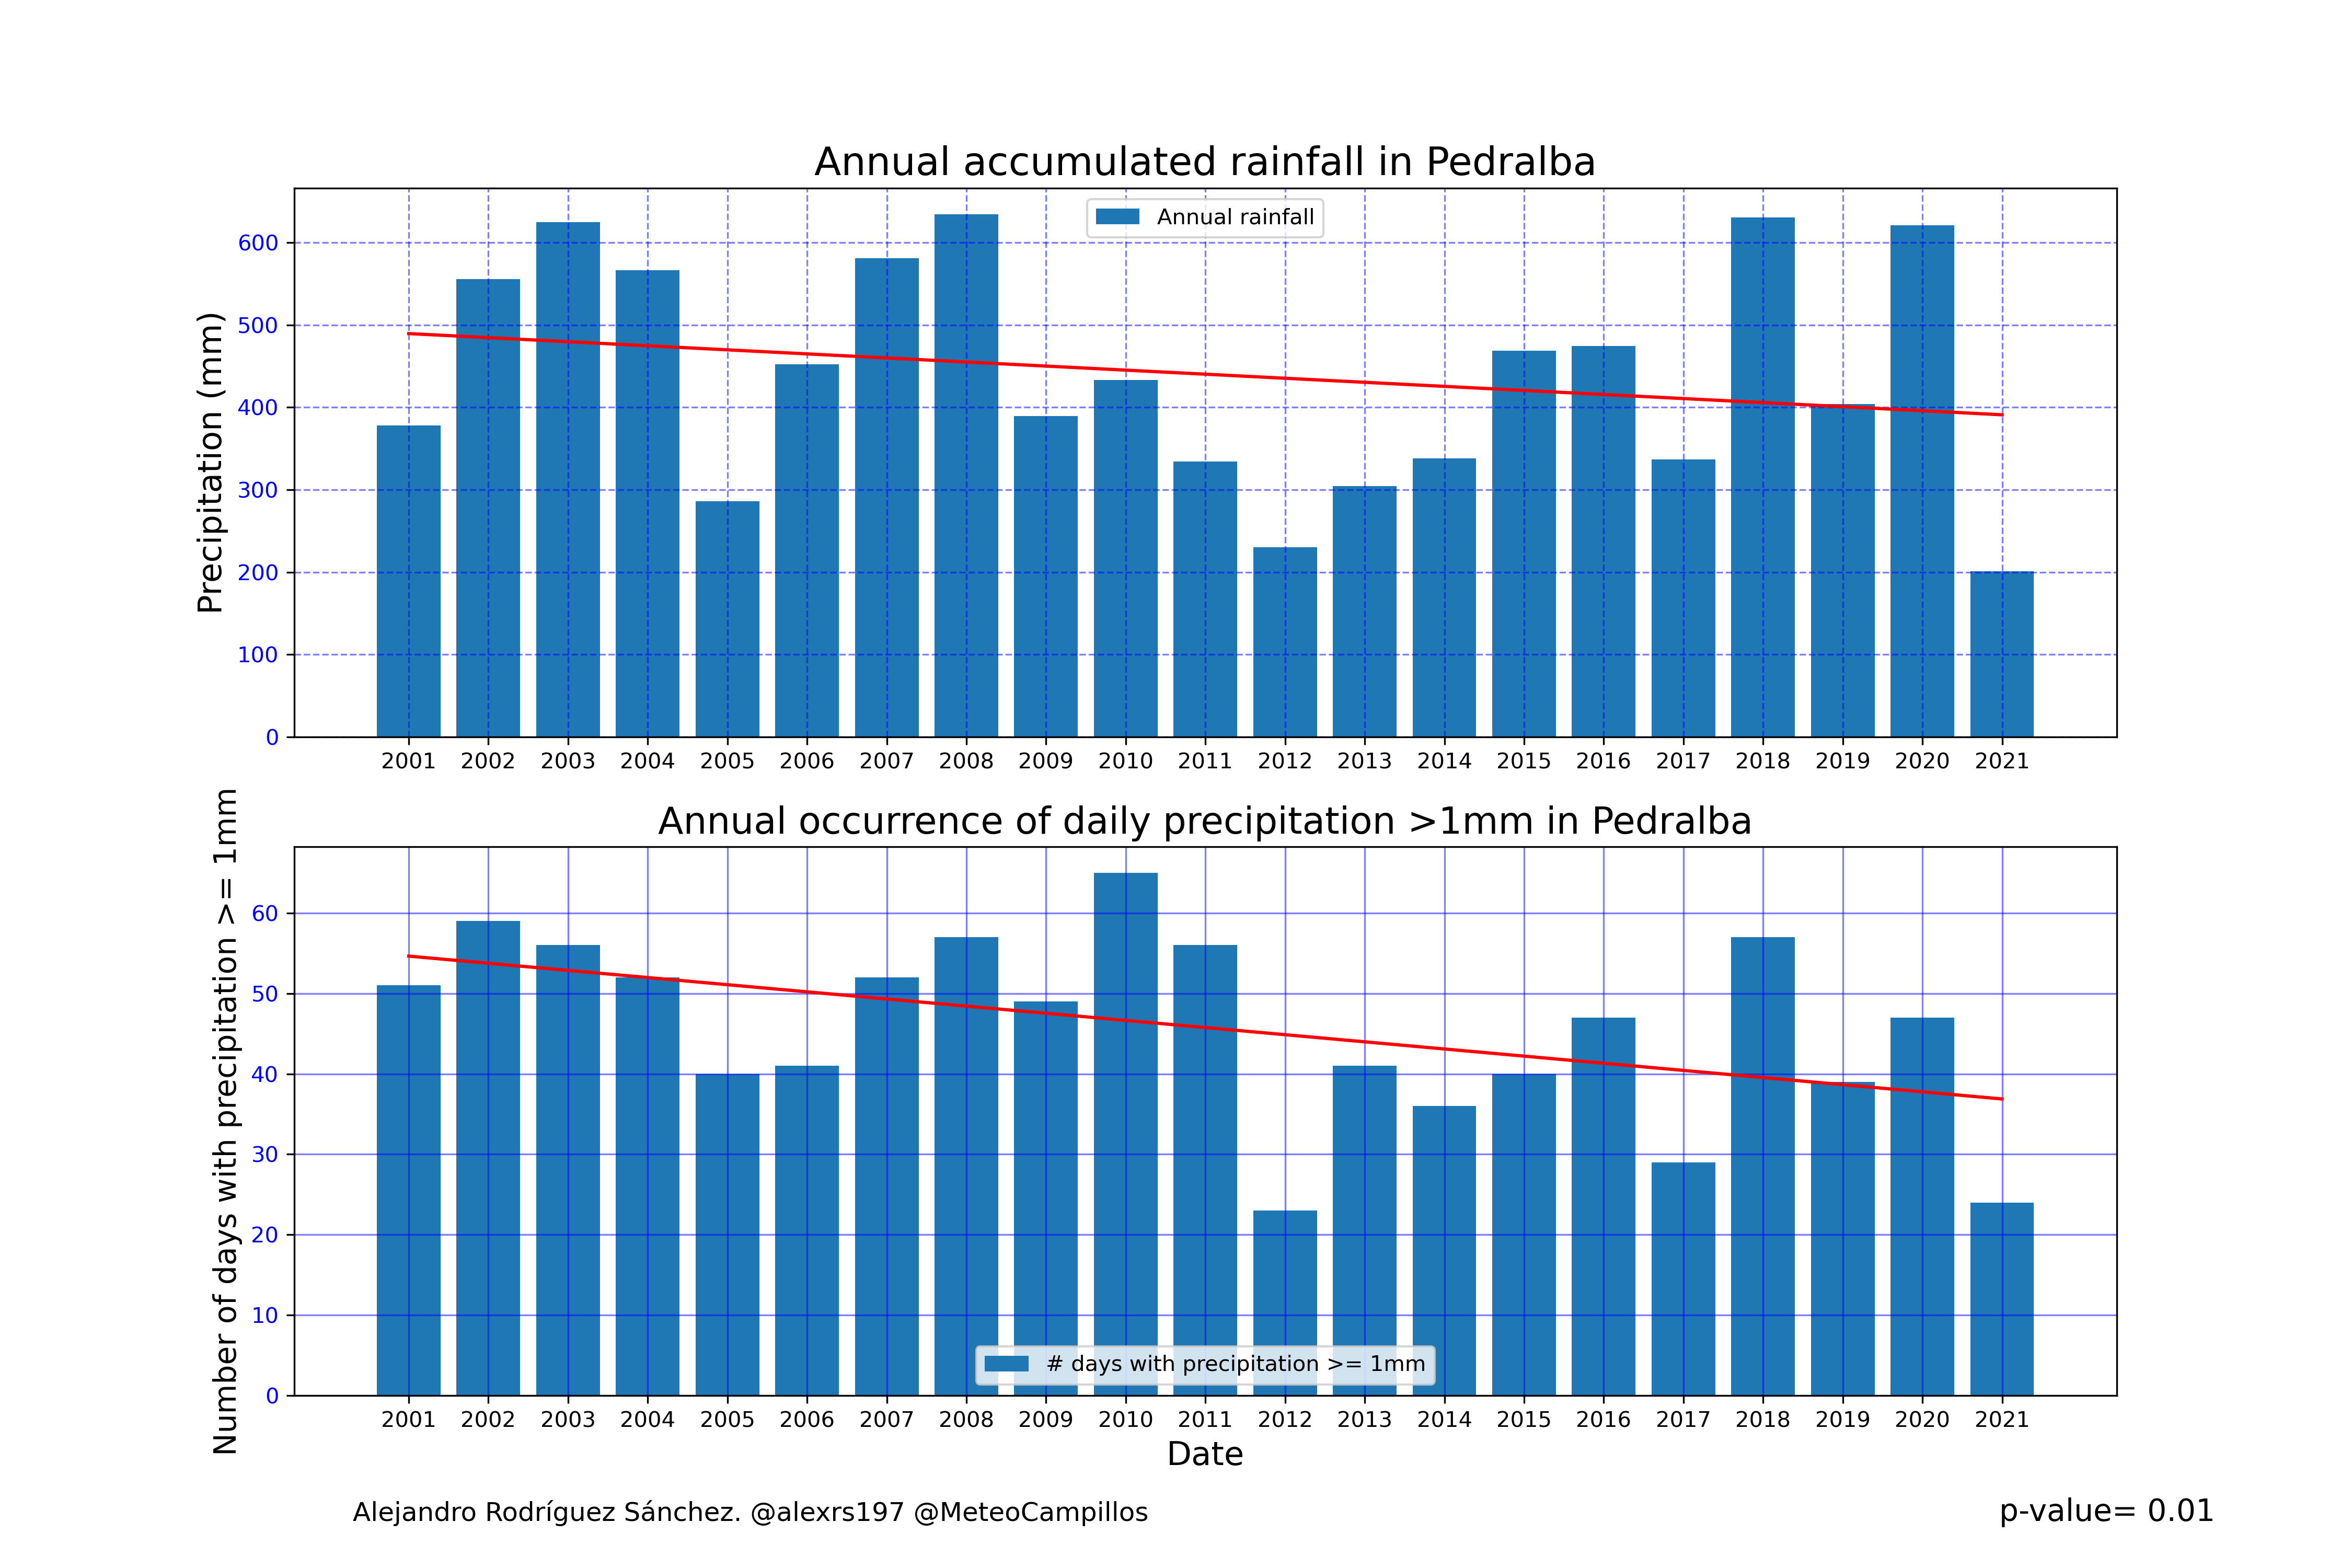 Annual accumulated rainfall in Pedralba
Annual rainfall
Precipitation (mm)
600
500
400
300
200
100
0
2001 2002 2003 2004 2005 2006 2007 2008 2009 2010 2011 2012 2013 2014 2015 2016 2017 2018 2019 2020 2021
Annual occurrence of daily precipitation >1mm in Pedralba
Number of days with precipitation >= 1mm
60
50
40
30
20
10
0
# days with precipitation >= 1mm
2001 2002 2003 2004 2005 2006 2007 2008 2009 2010 2011 2012 2013 2014 2015 2016 2017 2018 2019 2020 2021
Date
Alejandro Rodríguez Sánchez. @alexrs197 @MeteoCampillos
p-value= 0.01